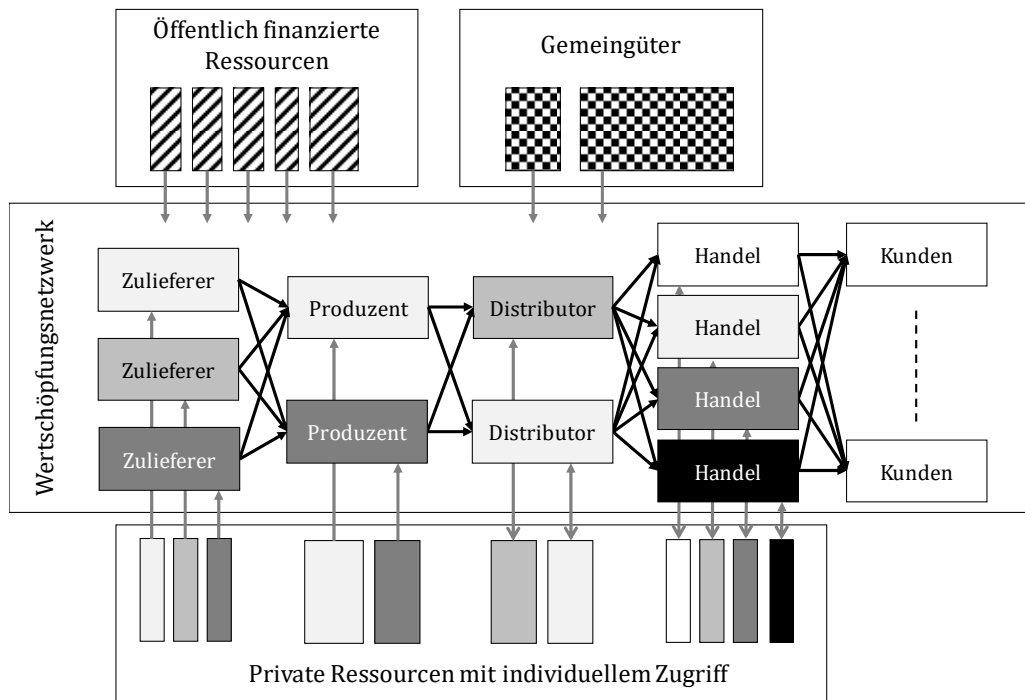 Öffentlich finanzierte
Ressourcen
Gemeingüter
Wertschöpfungsnetzwerk
Zulieferer
Zulieferer
Zulieferer
Produzent
Produzent
Distributor
Distributor
Handel
Handel
Handel
Handel
Kunden
Kunden
Private Ressourcen mit individuellem Zugriff